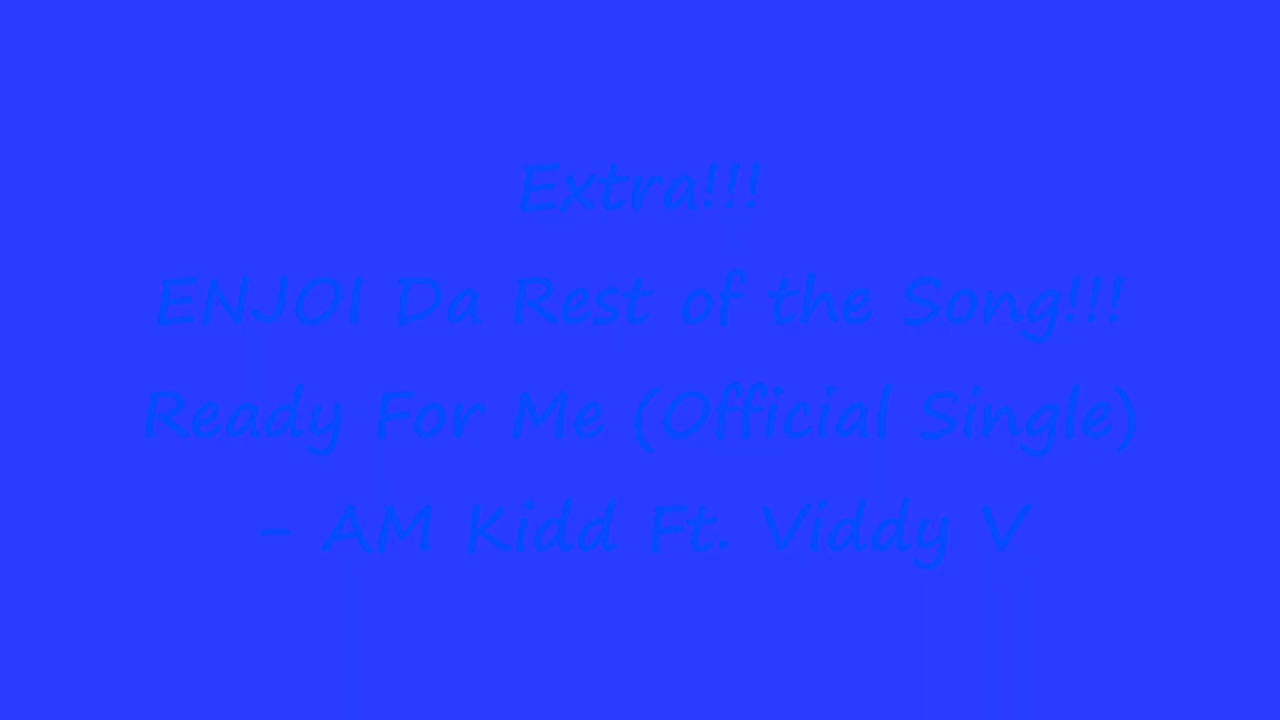 Extra!!!
ENJOI Da Rest of the Song!!!
Ready For Me (Official Single)
- AM Kidd Ft. Viddy V